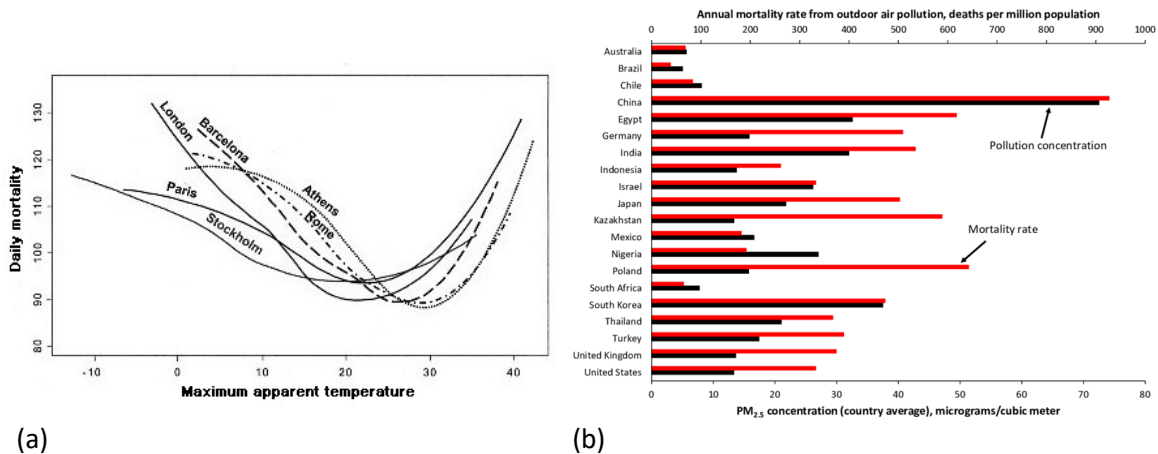 Daily mortality
130
120
110
100
90
80
London
Barcelona
Athens
Rome
Paris
Stockholm
-10
0
10
20
30
40
Maximum apparent temperature
(a)
Annual mortality rate from outdoor air pollution, deaths per million population
0 100 200 300 400 500 600 700 800 900 1000
Australia
Brazil
Chile
China
Egypt
Germany
Pollution concentration
India
Indonesia
Israel
Japan
Kazakhstan
Mexico
Mortality rate
Nigeria
Poland
South Africa
South Korea
Thailand
Turkey
United Kingdom
United States
0 10 20 30 40 50 60 70 80
PM2.5 concentration (country average), micrograms/cubic meter
(b)